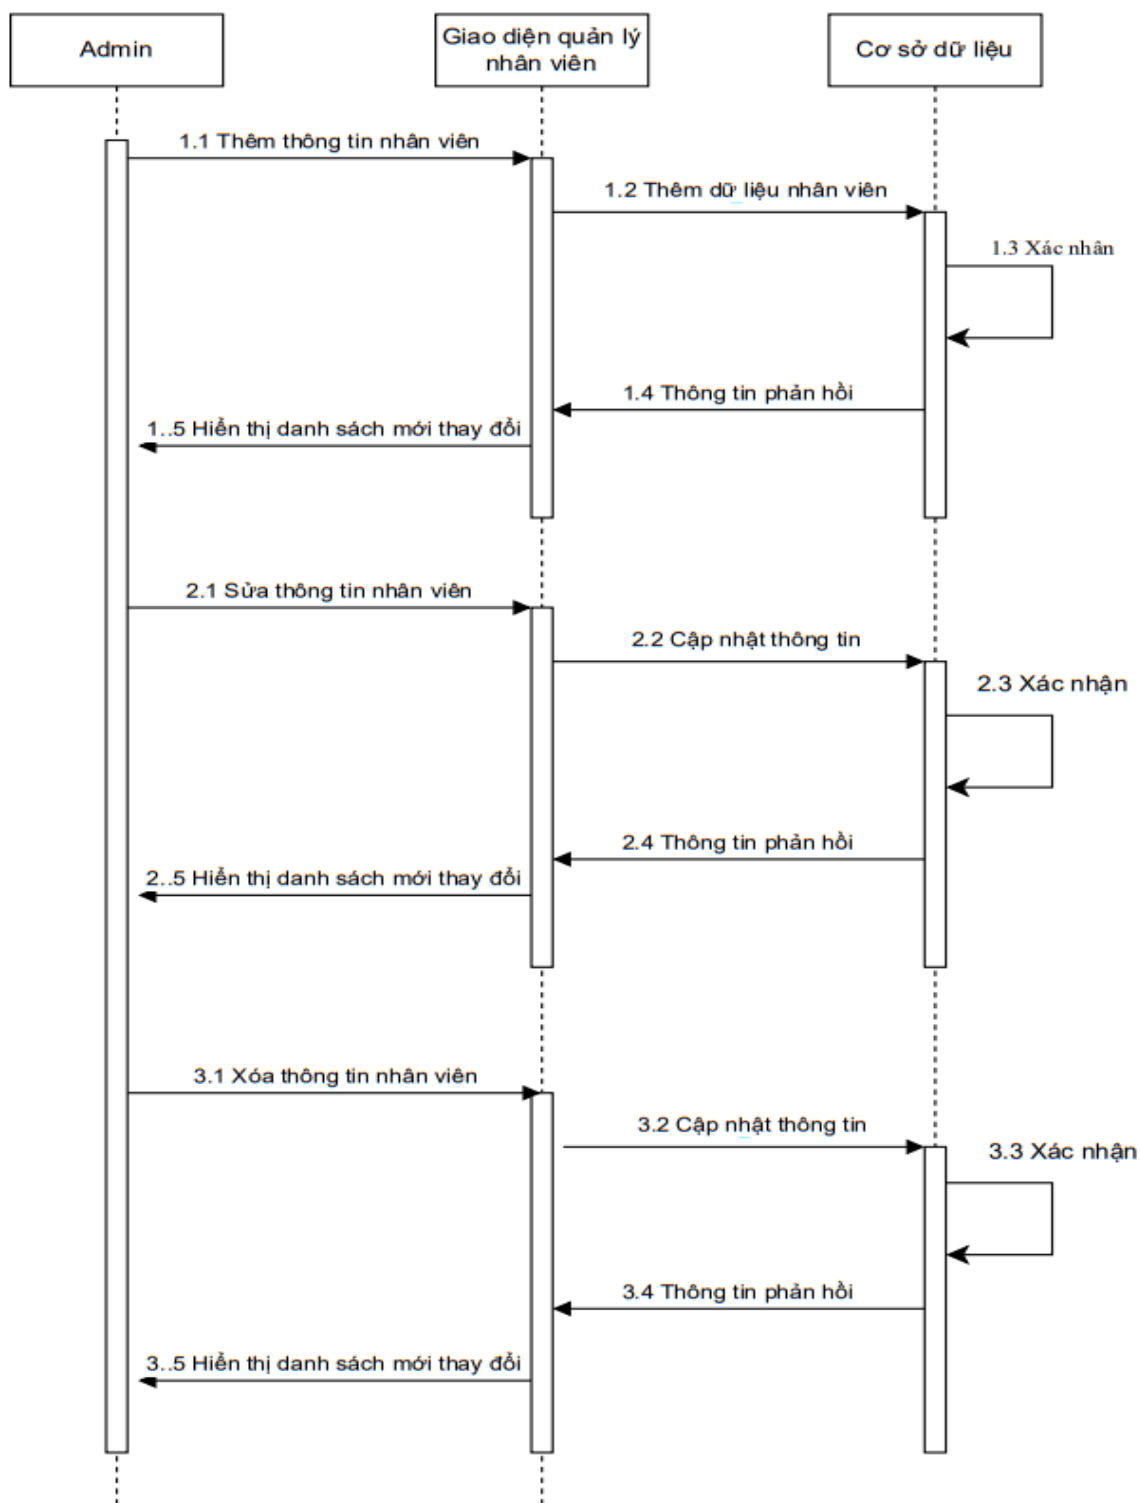 Admin
Giao diện quản lý
nhân viên
Cơ sở dữ liệu
1.1 Thêm thông tin nhân viên
1.2 Thêm dữ liệu nhân viên
1.3 Xác nhân
1.4 Thông tin phản hồi
1..5 Hiển thị danh sách mới thay đổi
2.1 Sửa thông tin nhân viên
2.2 Cập nhật thông tin
2.3 Xác nhận
2.4 Thông tin phản hồi
2..5 Hiển thị danh sách mới thay đổi
3.1 Xóa thông tin nhân viên
3.2 Cập nhật thông tin
3.3 Xác nhận
3.4 Thông tin phản hồi
3..5 Hiển thị danh sách mới thay đổi